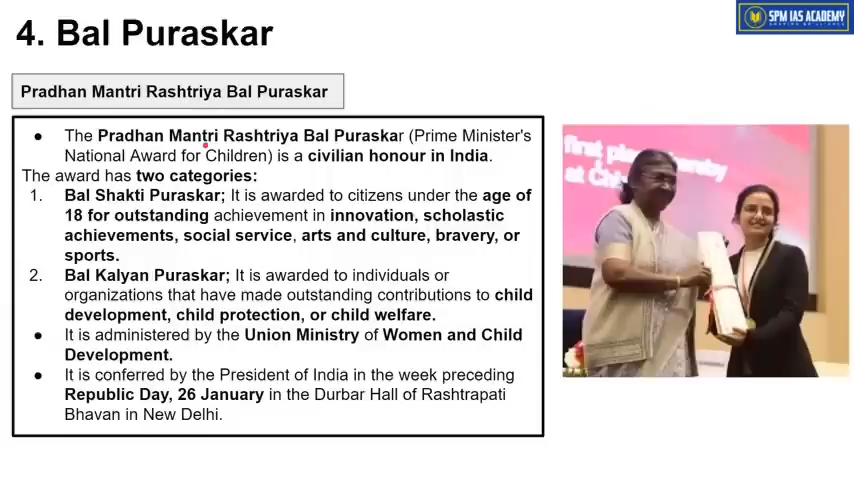 4. Bal Puraskar
SPM IAS ACADEMY
Pradhan Mantri Rashtriya Bal Puraskar
● The Pradhan Mantri Rashtriya Bal Puraskar (Prime Minister's
National Award for Children) is a civilian honour in India.
The award has two categories:
1. Bal Shakti Puraskar; It is awarded to citizens under the age of
18 for outstanding achievement in innovation, scholastic
achievements, social service, arts and culture, bravery, or
sports.
2. Bal Kalyan Puraskar; It is awarded to individuals or
organizations that have made outstanding contributions to child
development, child protection, or child welfare.
● It is administered by the Union Ministry of Women and Child
Development.
● It is conferred by the President of India in the week preceding
Republic Day, 26 January in the Durbar Hall of Rashtrapati
Bhavan in New Delhi.
first
at